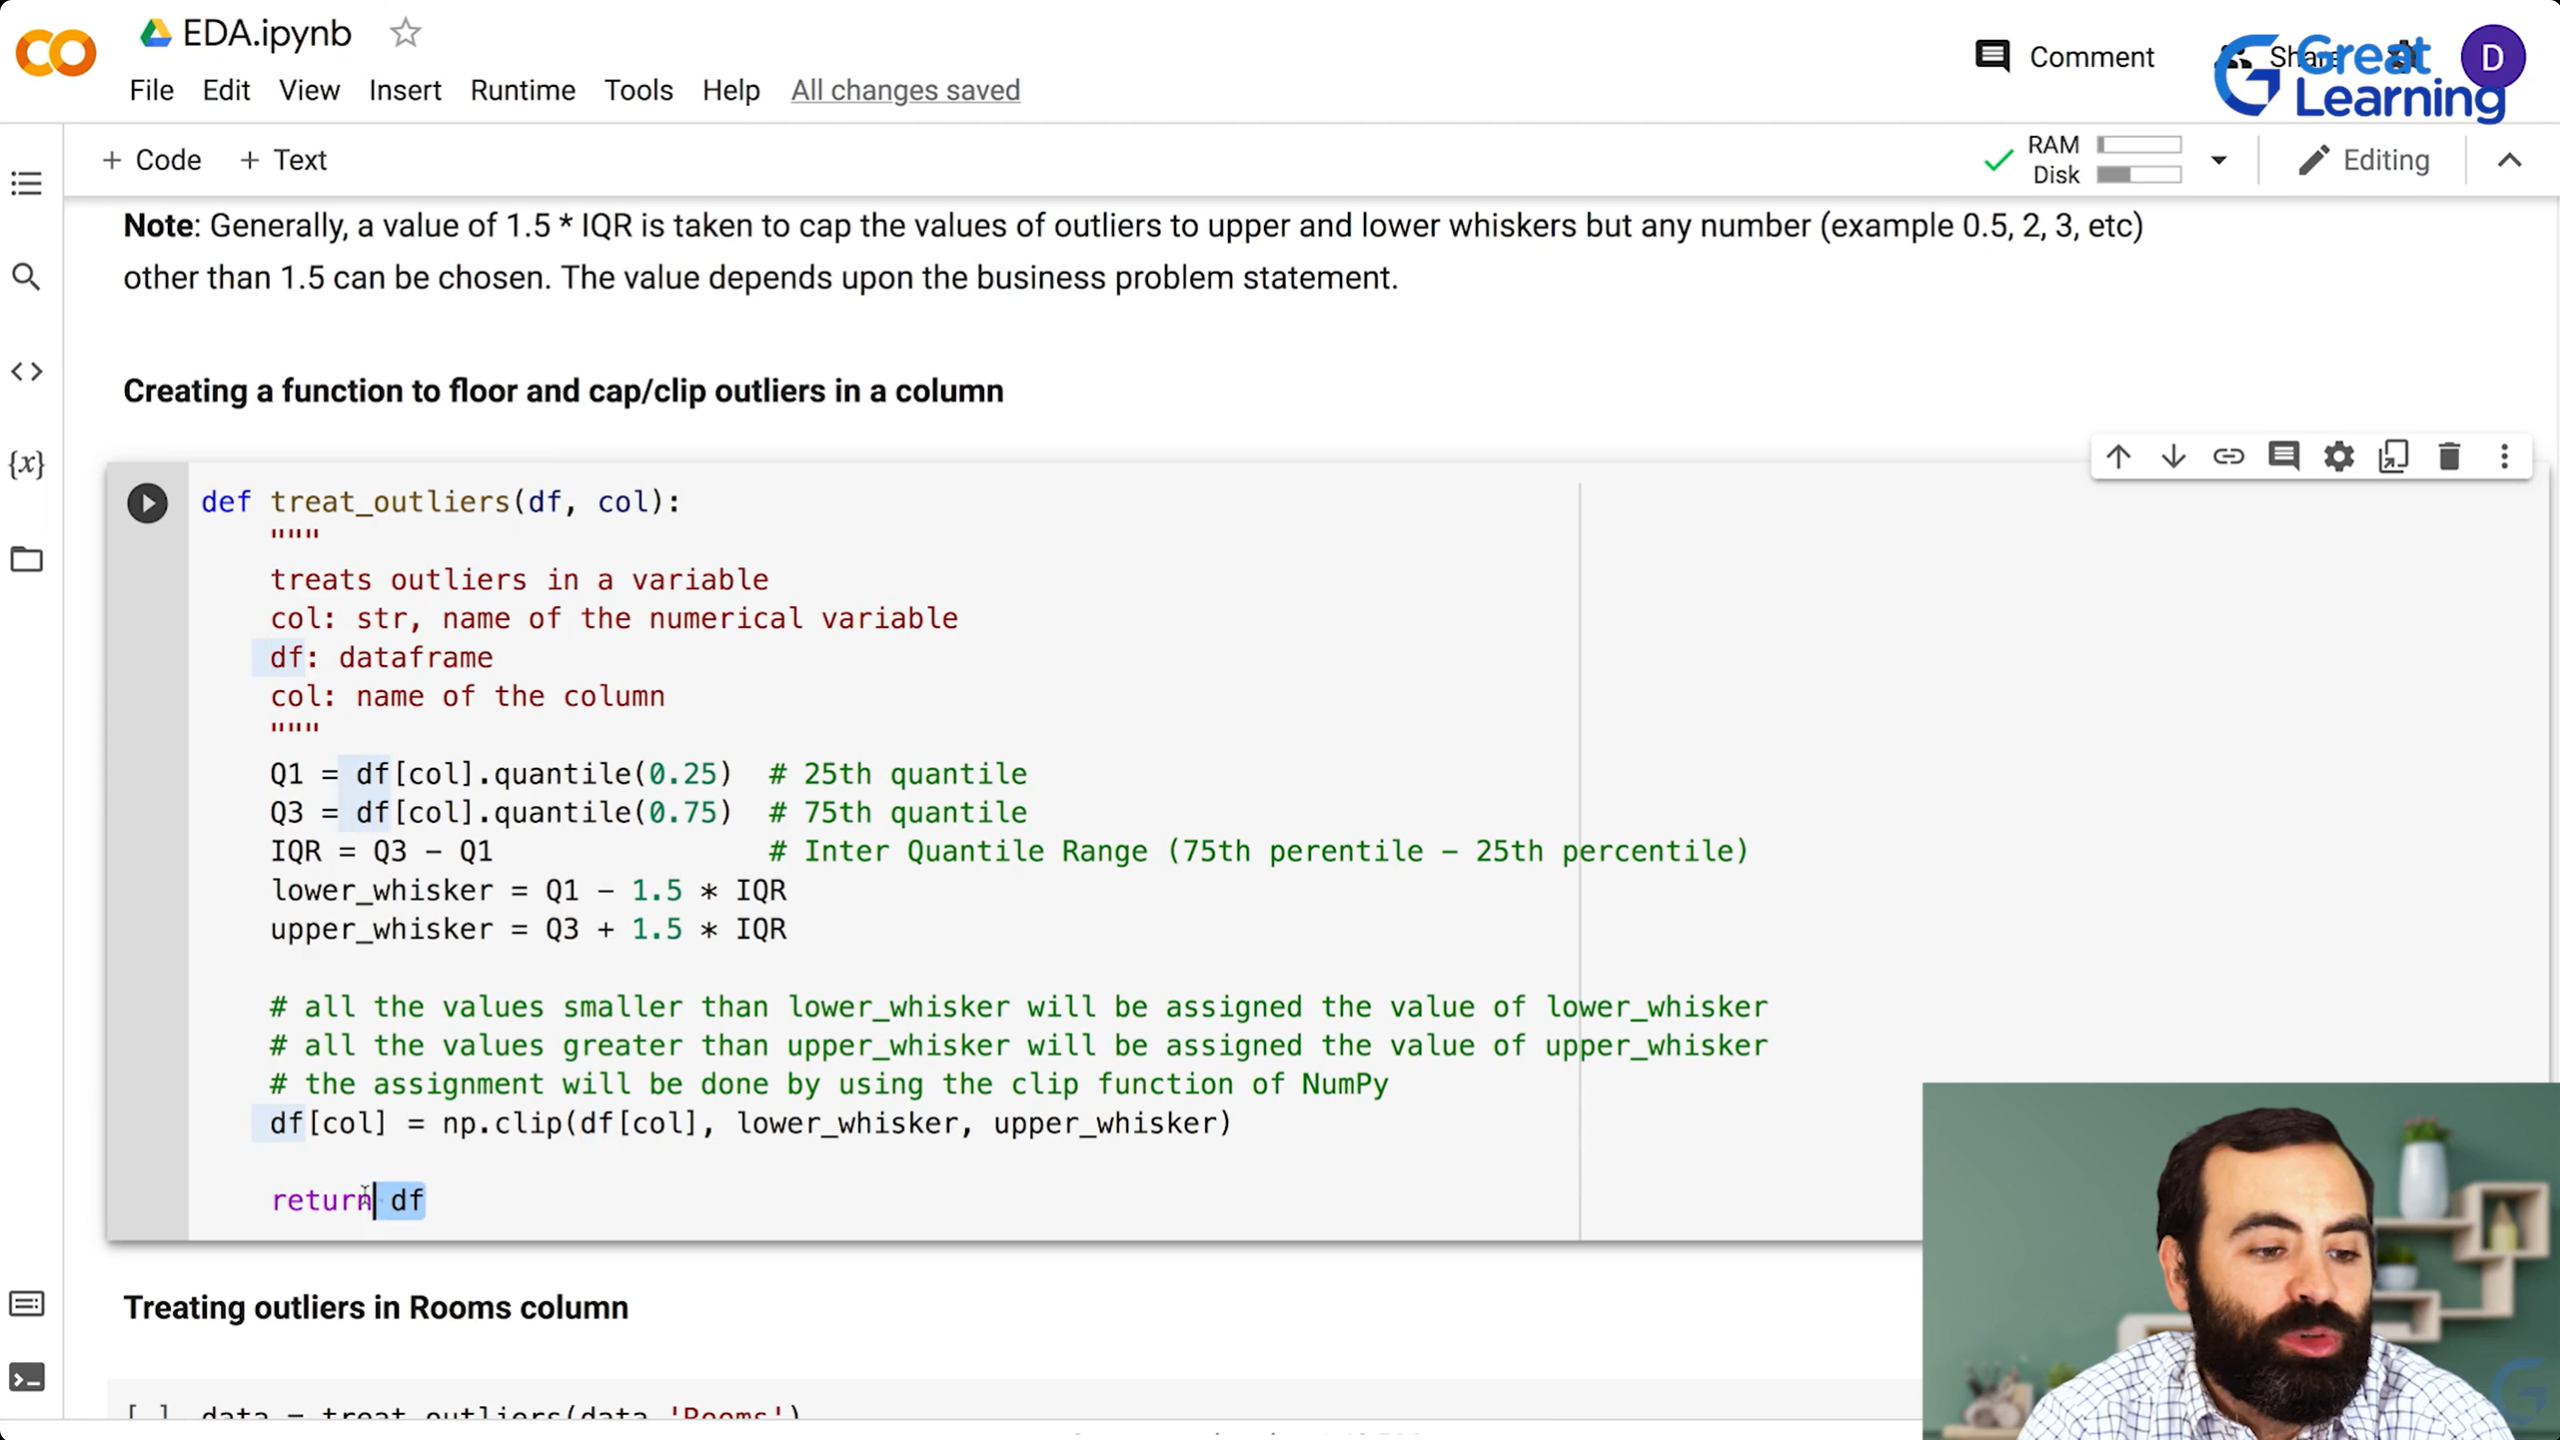 EDA.ipynb
File Edit View Insert Runtime Tools Help All changes saved
Comment
Great Learning
D
+ Code + Text
RAM
Disk
Editing
Note: Generally, a value of 1.5 * IQR is taken to cap the values of outliers to upper and lower whiskers but any number (example 0.5, 2, 3, etc)
other than 1.5 can be chosen. The value depends upon the business problem statement.
Creating a function to floor and cap/clip outliers in a column
{x}
def treat_outliers(df, col):
"""
treats outliers in a variable
col: str, name of the numerical variable
df: dataframe
col: name of the column
"""
Q1 = df[col].quantile(0.25) # 25th quantile
Q3 = df[col].quantile(0.75) # 75th quantile
IQR = Q3 - Q1 # Inter Quantile Range (75th perentile - 25th percentile)
lower_whisker = Q1 - 1.5 * IQR
upper_whisker = Q3 + 1.5 * IQR
# all the values smaller than lower_whisker will be assigned the value of lower_whisker
# all the values greater than upper_whisker will be assigned the value of upper_whisker
# the assignment will be done by using the clip function of NumPy
df[col] = np.clip(df[col], lower_whisker, upper_whisker)
return df
Treating outliers in Rooms column
[ ] data = treat_outliers(data,'Rooms')